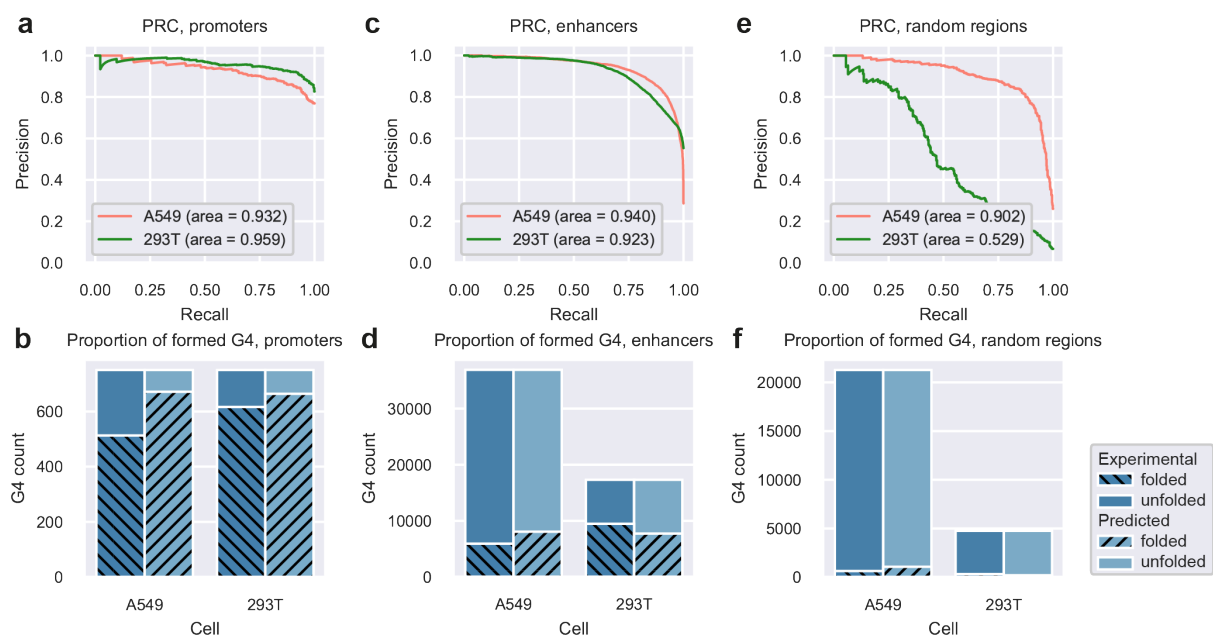 a
PRC, promoters
1.0
0.8
0.6
0.4
0.2
0.0
Precision
A549 (area = 0.932)
293T (area = 0.959)
0.00 0.25 0.50 0.75 1.00
Recall
c
PRC, enhancers
1.0
0.8
0.6
0.4
0.2
0.0
Precision
A549 (area = 0.940)
293T (area = 0.923)
0.00 0.25 0.50 0.75 1.00
Recall
e
PRC, random regions
1.0
0.8
0.6
0.4
0.2
0.0
Precision
A549 (area = 0.902)
293T (area = 0.529)
0.00 0.25 0.50 0.75 1.00
Recall
b
Proportion of formed G4, promoters
600
400
200
0
G4 count
A549 293T
Cell
d
Proportion of formed G4, enhancers
30000
20000
10000
0
G4 count
A549 293T
Cell
f
Proportion of formed G4, random regions
20000
15000
10000
5000
0
G4 count
A549 293T
Cell
Experimental
folded
unfolded
Predicted
folded
unfolded